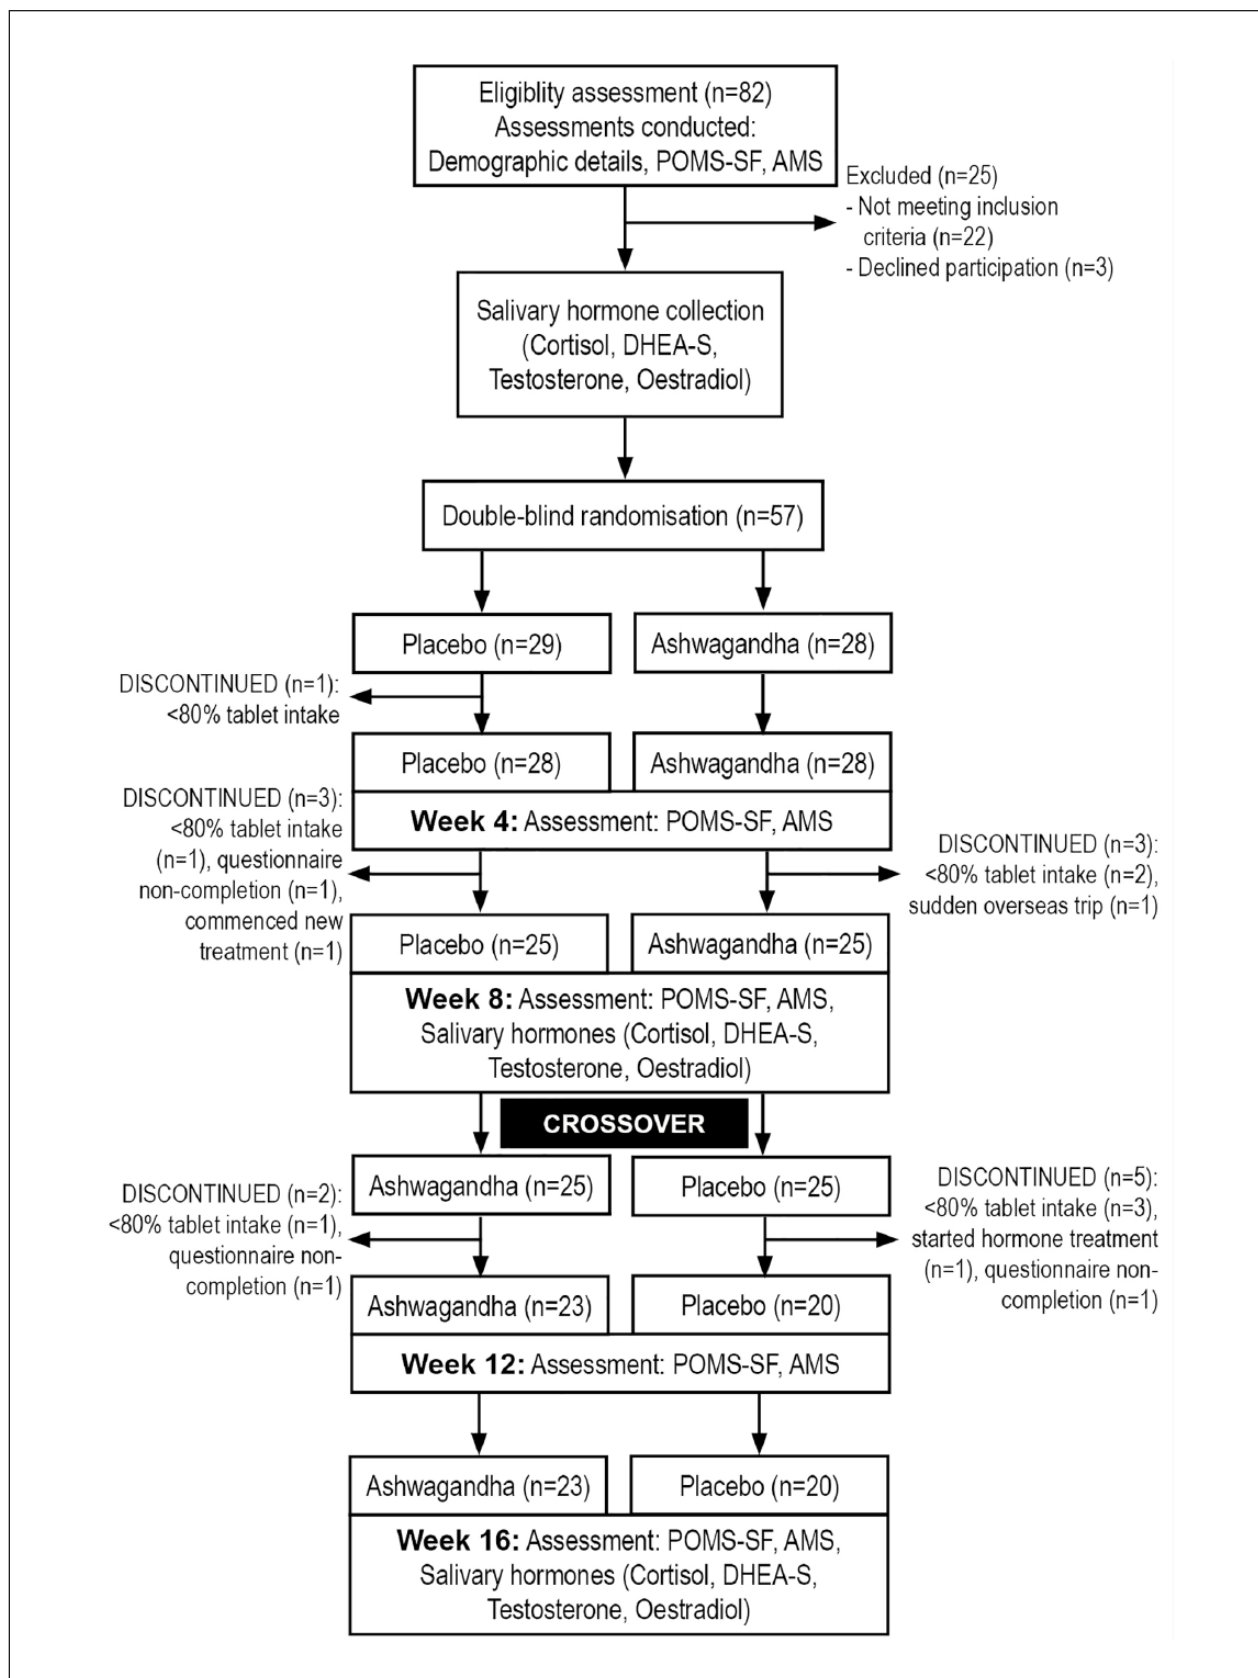 Eligiblity assessment (n=82)
Assessments conducted:
Demographic details, POMS-SF, AMS
Excluded (n=25)
- Not meeting inclusion
criteria (n=22)
- Declined participation (n=3)
Salivary hormone collection
(Cortisol, DHEA-S,
Testosterone, Oestradiol)
Double-blind randomisation (n=57)
Placebo (n=29)
Ashwagandha (n=28)
DISCONTINUED (n=1):
<80% tablet intake
Placebo (n=28)
Ashwagandha (n=28)
Week 4: Assessment: POMS-SF, AMS
DISCONTINUED (n=3):
<80% tablet intake
(n=1), questionnaire
non-completion (n=1),
commenced new
treatment (n=1)
DISCONTINUED (n=3):
<80% tablet intake (n=2),
sudden overseas trip (n=1)
Placebo (n=25)
Ashwagandha (n=25)
Week 8: Assessment: POMS-SF, AMS,
Salivary hormones (Cortisol, DHEA-S,
Testosterone, Oestradiol)
CROSSOVER
Ashwagandha (n=25)
Placebo (n=25)
DISCONTINUED (n=2):
<80% tablet intake (n=1),
questionnaire non-
completion (n=1)
DISCONTINUED (n=5):
<80% tablet intake (n=3),
started hormone treatment
(n=1), questionnaire non-
completion (n=1)
Ashwagandha (n=23)
Placebo (n=20)
Week 12: Assessment: POMS-SF, AMS
Ashwagandha (n=23)
Placebo (n=20)
Week 16: Assessment: POMS-SF, AMS,
Salivary hormones (Cortisol, DHEA-S,
Testosterone, Oestradiol)